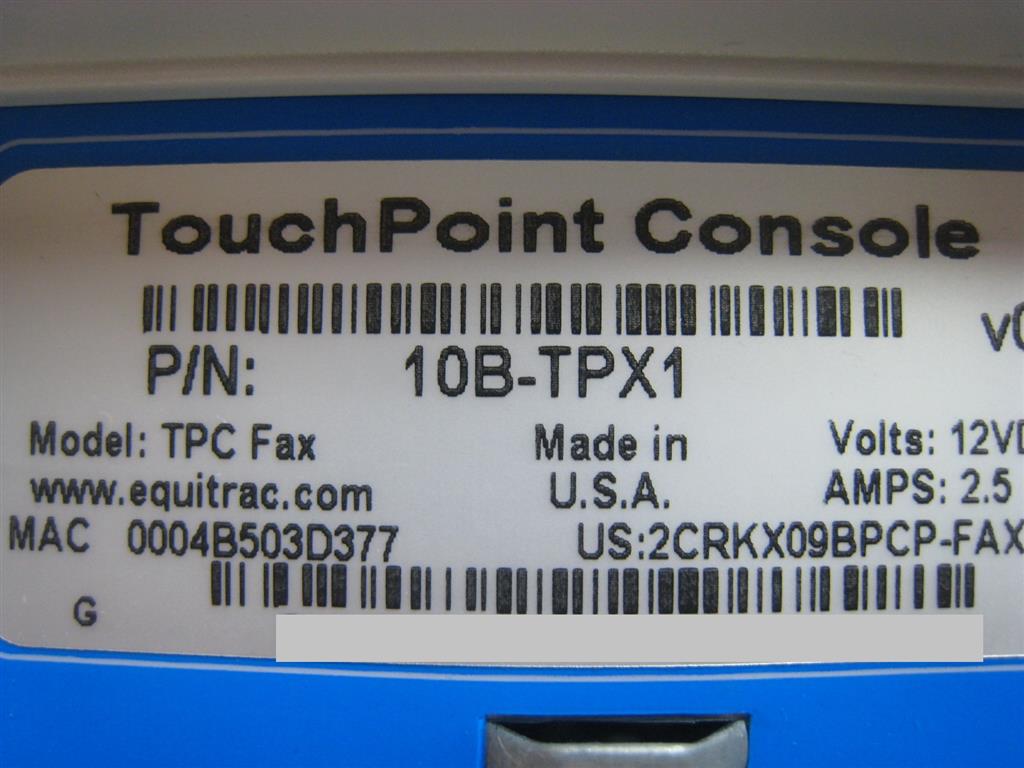 TouchPoint Console
P/N: 10B-TPX1
Model: TPC Fax
Made in
U.S.A.
Volts: 12VD
www.equitrac.com
AMPS: 2.5
MAC 0004B503D377
US:2CRKX09BPCP-FAX
G